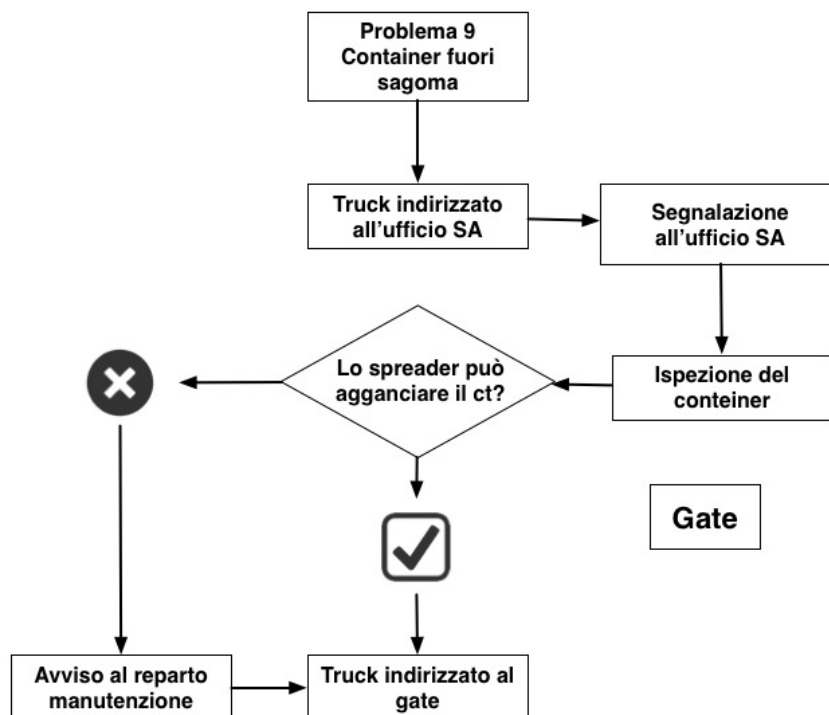 Problema 9
Container fuori
sagoma
Truck indirizzato
all'ufficio SA
Segnalazione
all'ufficio SA
Lo spreader può
agganciare il ct?
Ispezione del
conteiner
Gate
Avviso al reparto
manutenzione
Truck indirizzato al
gate